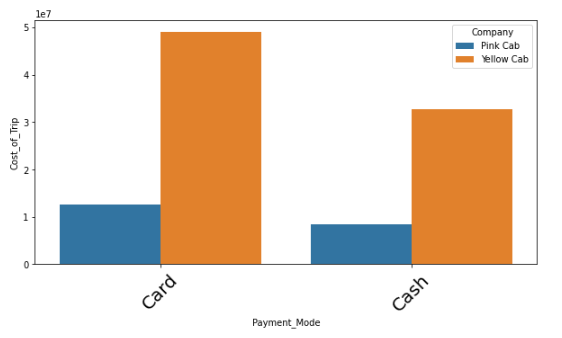 1e7
5
4
3
2
1
0
Cost_of_Trip
Company
Pink Cab
Yellow Cab
Card
Cash
Payment_Mode